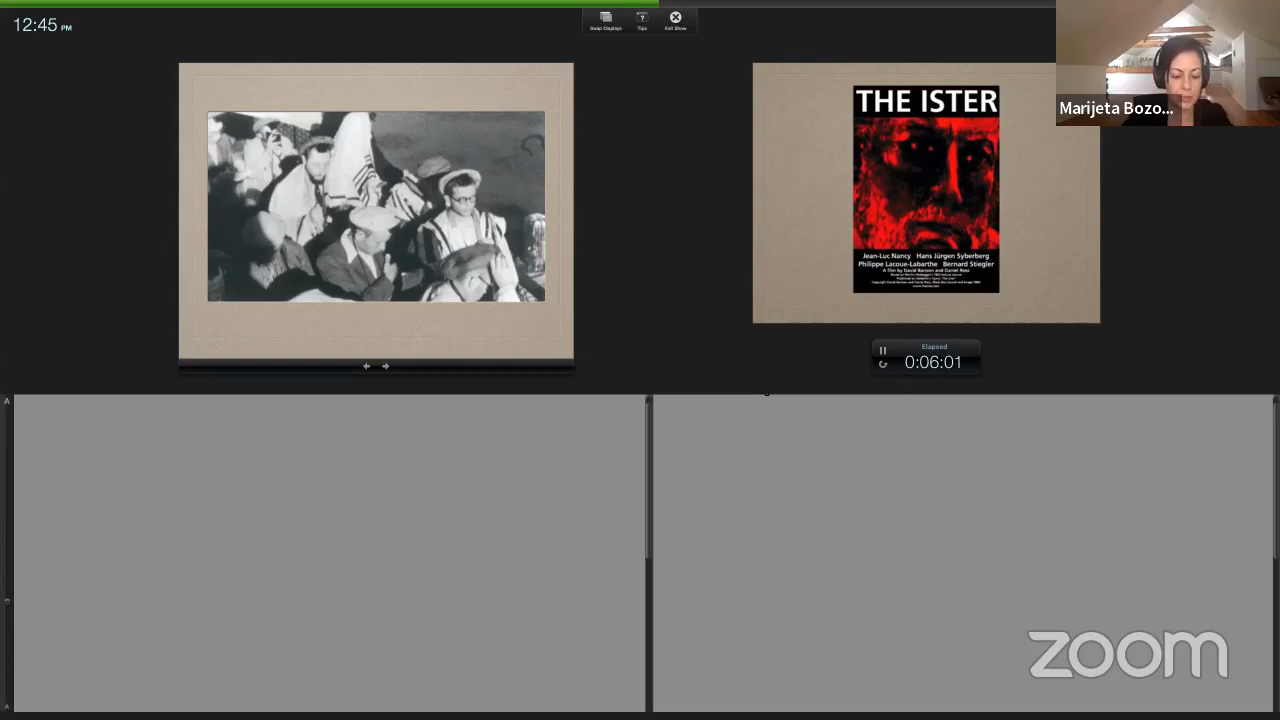 12:45 PM
Swap Displays
Tips
Exit Show
Marijeta Bozo...
THE ISTER
Jean-Luc Nancy Hans Jürgen Syberberg
Philippe Lacoue-Labarthe Bernard Stiegler
A film by David Barison and Daniel Ross
Elapsed
0:06:01
A
A
zoom